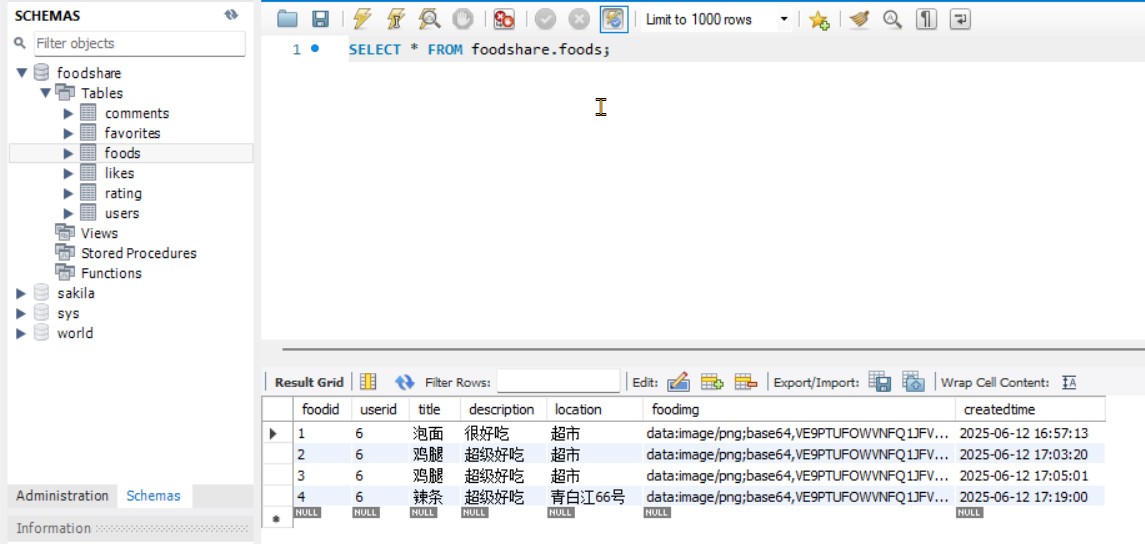 SCHEMAS
Filter objects
foodshare
Tables
comments
favorites
foods
likes
rating
users
Views
Stored Procedures
Functions
sakila
sys
world
Administration Schemas
Information
Limit to 1000 rows
1 SELECT * FROM foodshare.foods;
Result Grid Filter Rows: Edit: Export/Import: Wrap Cell Content:
foodid userid title description location foodimg createdtime
1 6 泡面 很好吃 超市 data:image/png;base64,VE9PTUFOWVNFQ1JFV... 2025-06-12 16:57:13
2 6 鸡腿 超级好吃 超市 data:image/png;base64,VE9PTUFOWVNFQ1JFV... 2025-06-12 17:03:20
3 6 鸡腿 超级好吃 超市 data:image/png;base64,VE9PTUFOWVNFQ1JFV... 2025-06-12 17:05:01
4 6 辣条 超级好吃 青白江66号 data:image/png;base64,VE9PTUFOWVNFQ1JFV... 2025-06-12 17:19:00
NULL NULL NULL NULL NULL NULL NULL